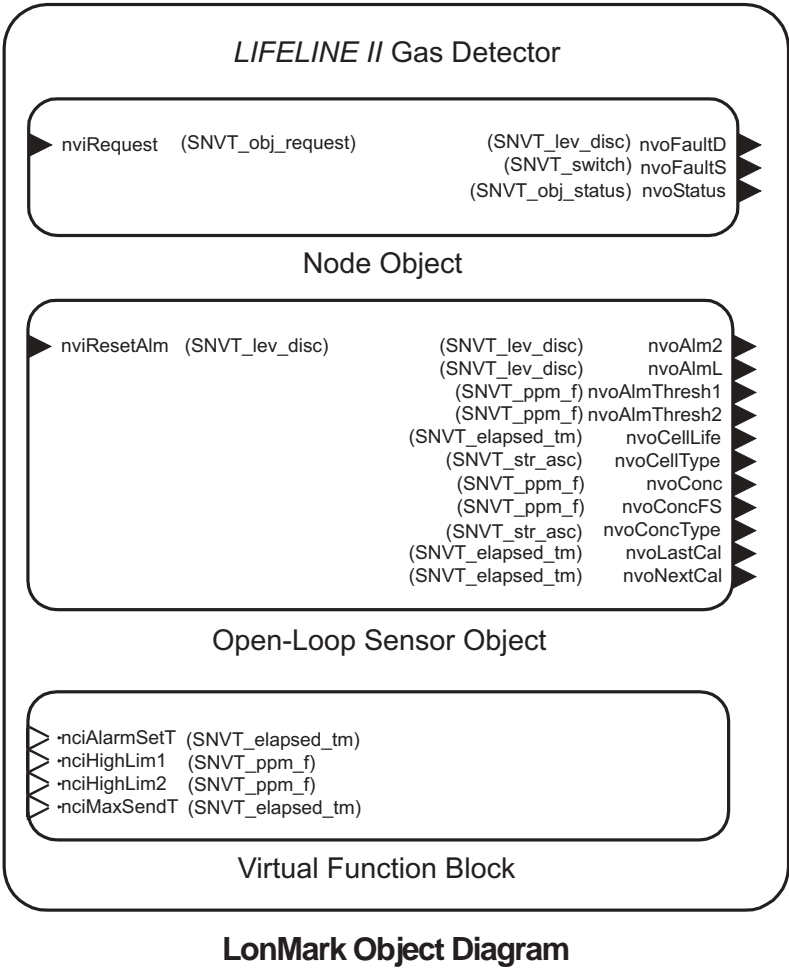 LIFELINE II Gas Detector
nviRequest (SNVT_obj_request) (SNVT_lev_disc) nvoFaultD
(SNVT_switch) nvoFaultS
(SNVT_obj_status) nvoStatus
Node Object
nviResetAlm (SNVT_lev_disc) (SNVT_lev_disc) nvoAlm2
(SNVT_lev_disc) nvoAlmL
(SNVT_ppm_f) nvoAlmThresh1
(SNVT_ppm_f) nvoAlmThresh2
(SNVT_elapsed_tm) nvoCellLife
(SNVT_str_asc) nvoCellType
(SNVT_ppm_f) nvoConc
(SNVT_ppm_f) nvoConcFS
(SNVT_str_asc) nvoConcType
(SNVT_elapsed_tm) nvoLastCal
(SNVT_elapsed_tm) nvoNextCal
Open-Loop Sensor Object
nciAlarmSetT (SNVT_elapsed_tm)
nciHighLim1 (SNVT_ppm_f)
nciHighLim2 (SNVT_ppm_f)
nciMaxSendT (SNVT_elapsed_tm)
Virtual Function Block
LonMark Object Diagram